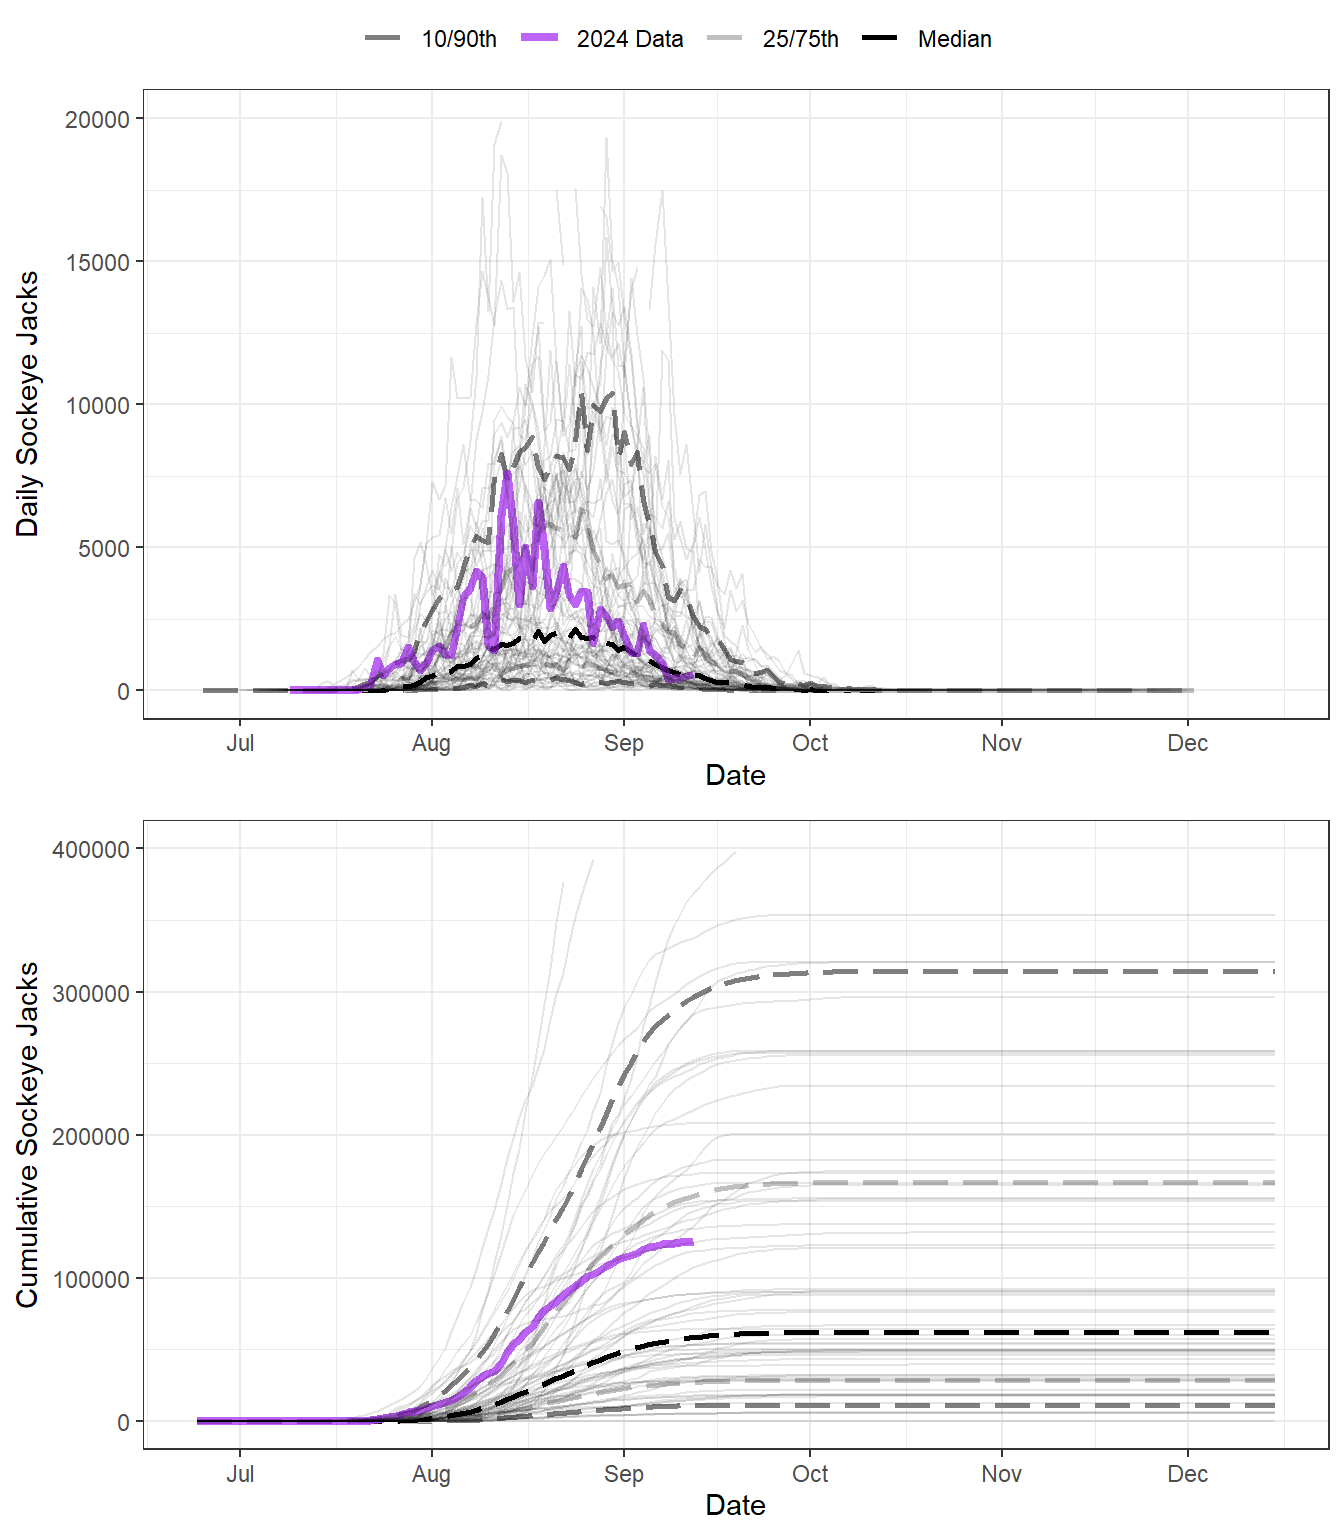 10/90th 2024 Data 25/75th Median
20000
15000
10000
5000
0
Daily Sockeye Jacks
Jul Aug Sep Oct Nov Dec
Date
400000
300000
200000
100000
0
Cumulative Sockeye Jacks
Jul Aug Sep Oct Nov Dec
Date